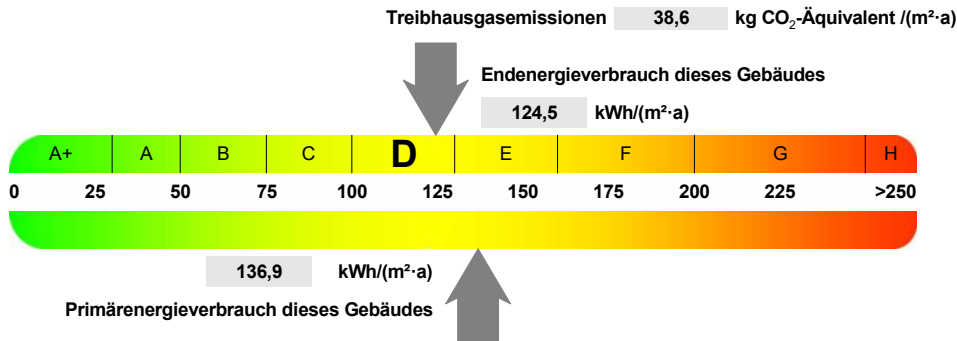 Treibhausgasemissionen 38,6 kg CO₂-Äquivalent /(m²·a)
Endenergieverbrauch dieses Gebäudes
124,5 kWh/(m²·a)
A+ A B C D E F G H
0 25 50 75 100 125 150 175 200 225 >250
136,9 kWh/(m²·a)
Primärenergieverbrauch dieses Gebäudes